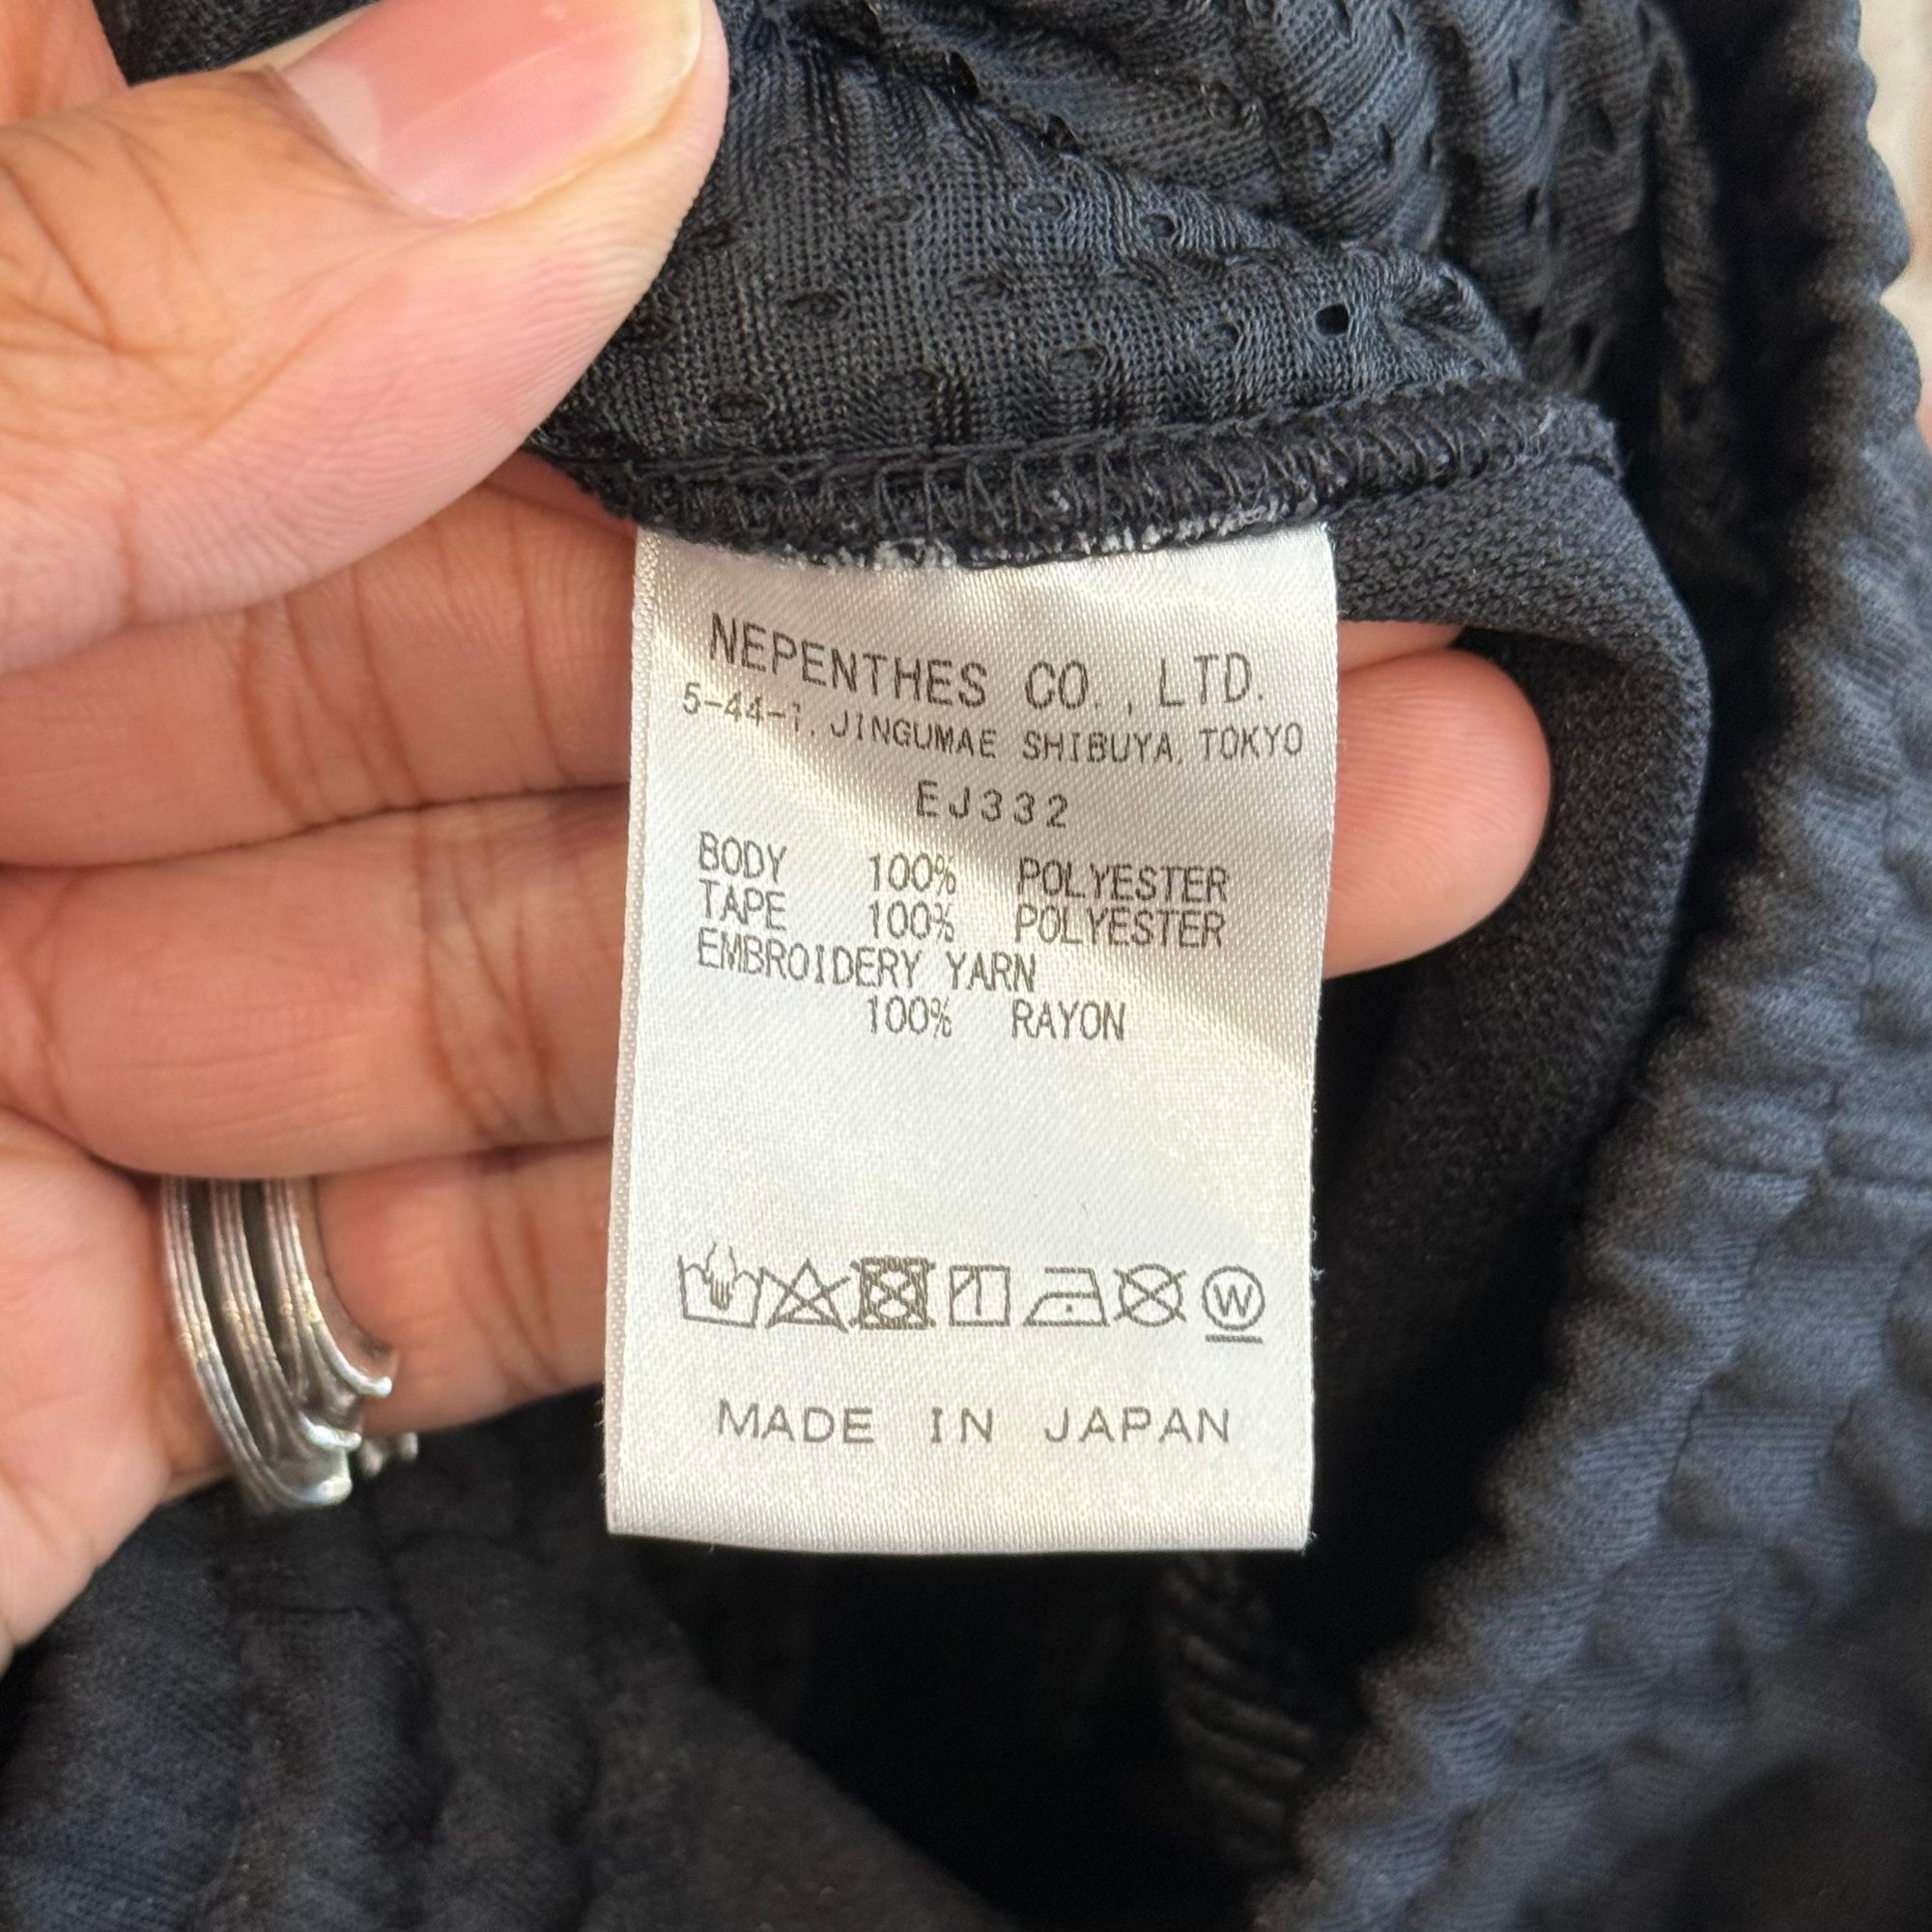 NEPENTHES CO., LTD.
5-44-1, JINGUMAE SHIBUYA, TOKYO
EJ332
BODY 100% POLYESTER
TAPE 100% POLYESTER
EMBROIDERY YARN
100% RAYON
W
MADE IN JAPAN